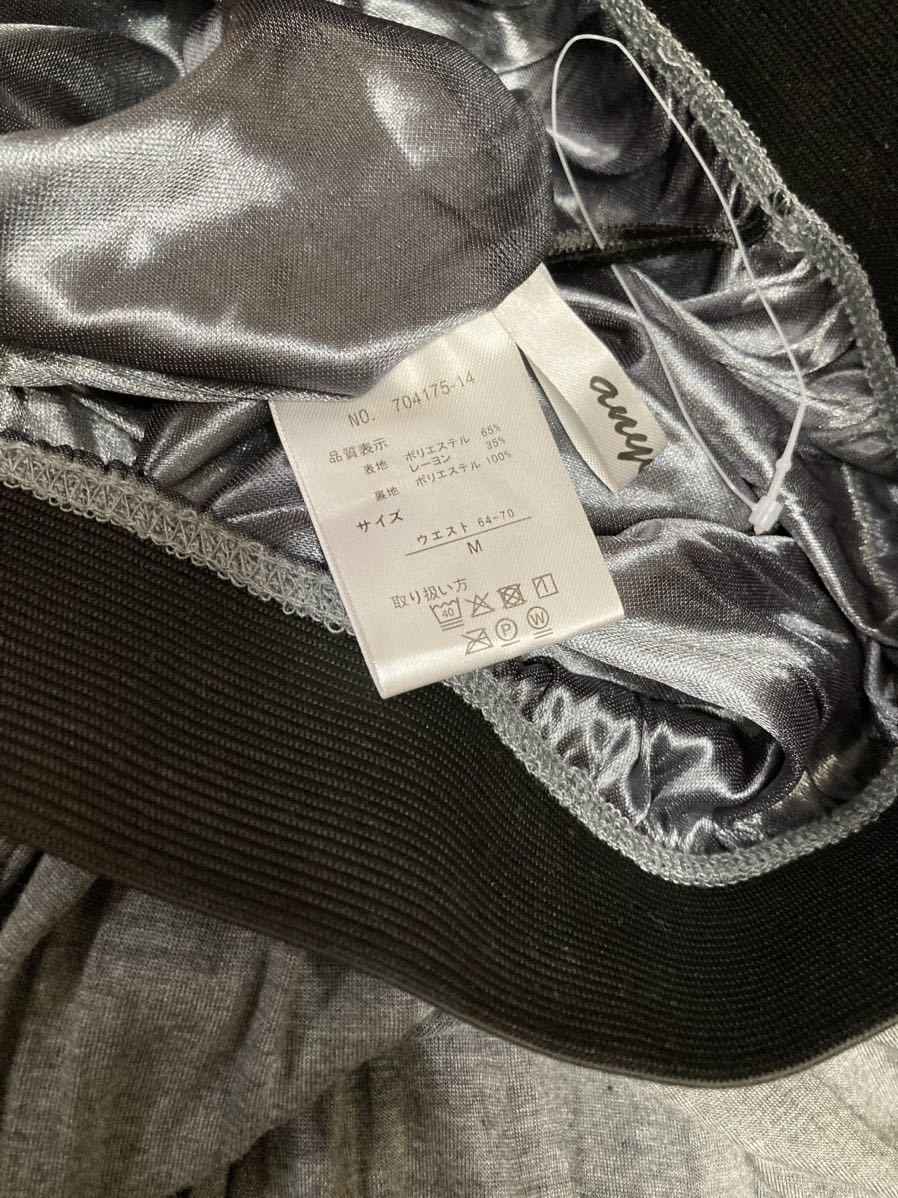 NO. 704175-14
品質表示
表地 ポリエステル 65%
レーヨン 35%
裏地 ポリエステル 100%
サイズ
ウエスト 64~70
M
取り扱い方
40
P W